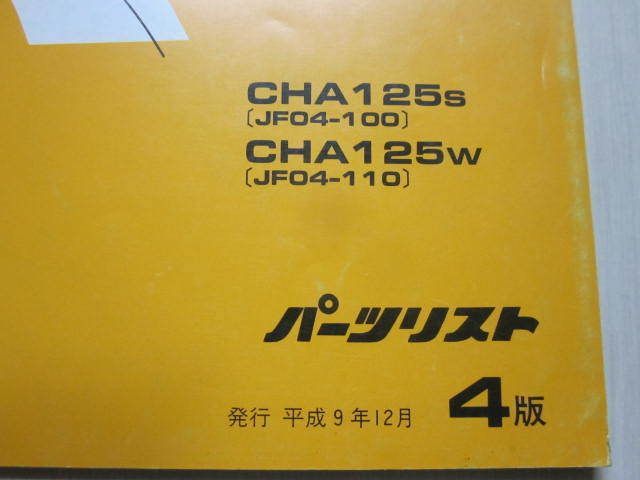 CHA125s
〔JF04-100〕
CHA125w
〔JF04-110〕
パーツリスト
発行 平成9年12月 4版